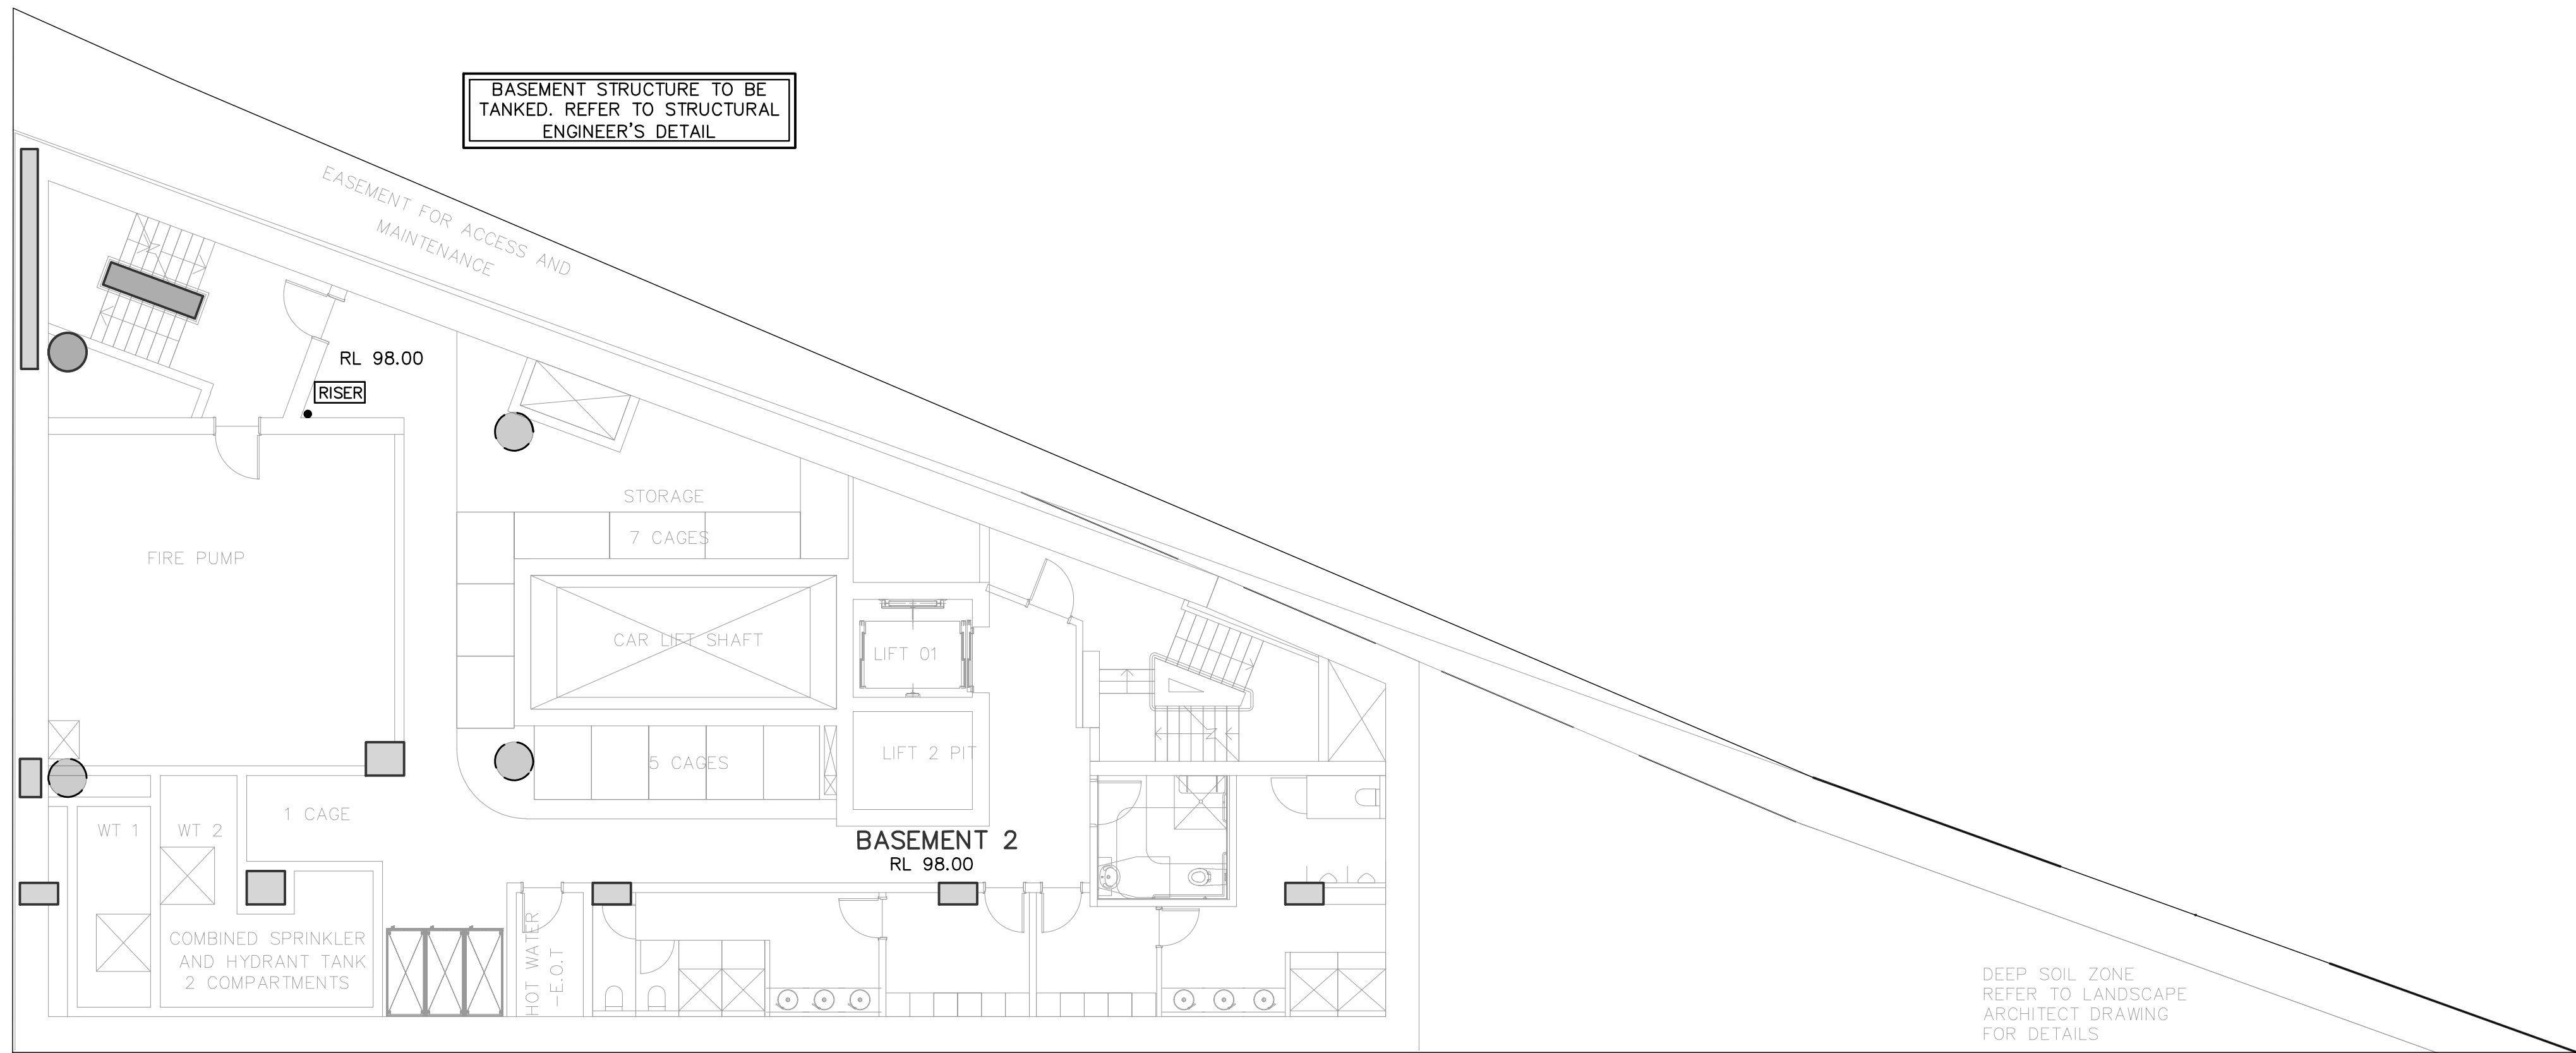 BASEMENT STRUCTURE TO BE
TANKED. REFER TO STRUCTURAL
ENGINEER'S DETAIL
EASEMENT FOR ACCESS AND
MAINTENANCE
RL 98.00
RISER
STORAGE
7 CAGES
FIRE PUMP
CAR LIFT SHAFT
LIFT 01
LIFT 2 PIT
5 CAGES
1 CAGE
WT 1
WT 2
BASEMENT 2
RL 98.00
COMBINED SPRINKLER
AND HYDRANT TANK
2 COMPARTMENTS
HOT WATER
-E.O.T
DEEP SOIL ZONE
REFER TO LANDSCAPE
ARCHITECT DRAWING
FOR DETAILS